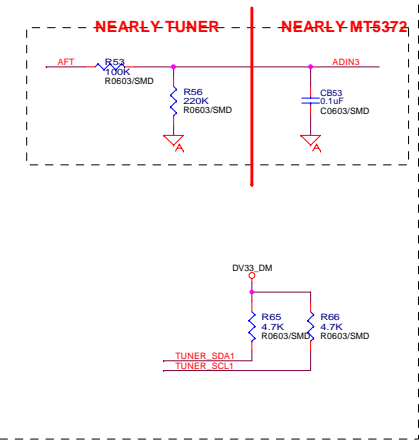 NEARLY TUNER
NEARLY MT5372
AFT
R53
100K
R0603/SMD
ADIN3
R56
220K
R0603/SMD
CB53
0.1uF
C0603/SMD
A
A
DV33_DM
R65
4.7K
R0603/SMD
R66
4.7K
R0603/SMD
TUNER_SDA1
TUNER_SCL1